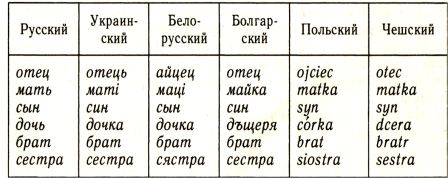 Русский Украин- Бело- Болгар- Польский Чешский
ский русский ский
отец отець айцец отец ojciec otec
мать маті маці майка matka matka
сын син сын син syn syn
дочь дочка дочка дъщеря córka dcera
брат брат брат брат brat bratr
сестра сестра сястра сестра siostra sestra